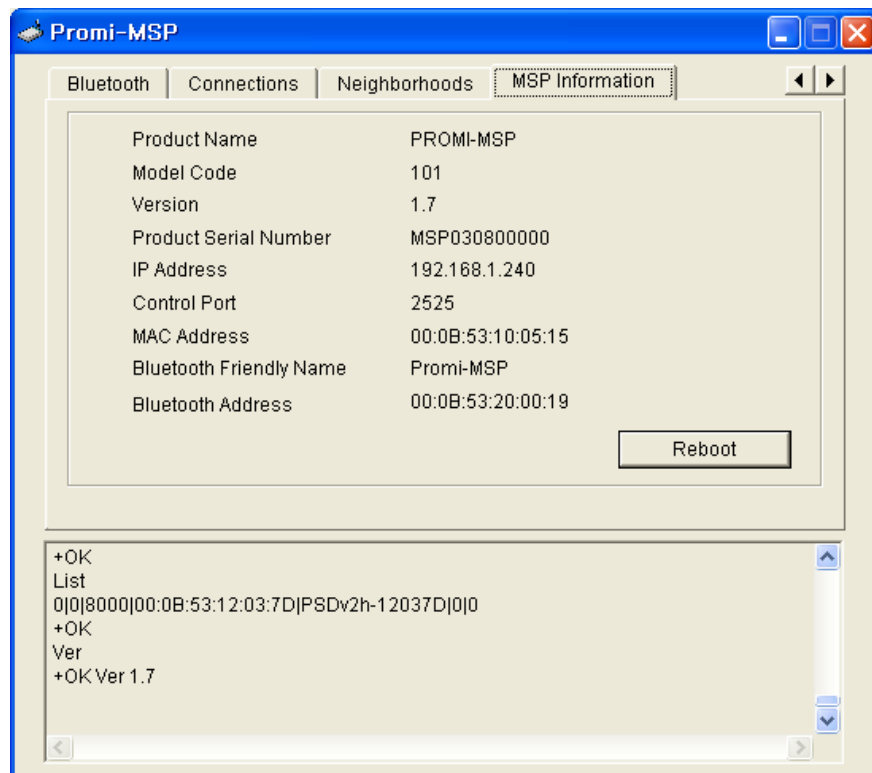 Promi-MSP
Bluetooth Connections Neighborhoods MSP Information
Product Name PROMI-MSP
Model Code 101
Version 1.7
Product Serial Number MSP030800000
IP Address 192.168.1.240
Control Port 2525
MAC Address 00:0B:53:10:05:15
Bluetooth Friendly Name Promi-MSP
Bluetooth Address 00:0B:53:20:00:19
Reboot
+OK
List
0|0|8000|00:0B:53:12:03:7D|PSDv2h-12037D|0|0
+OK
Ver
+OK Ver 1.7